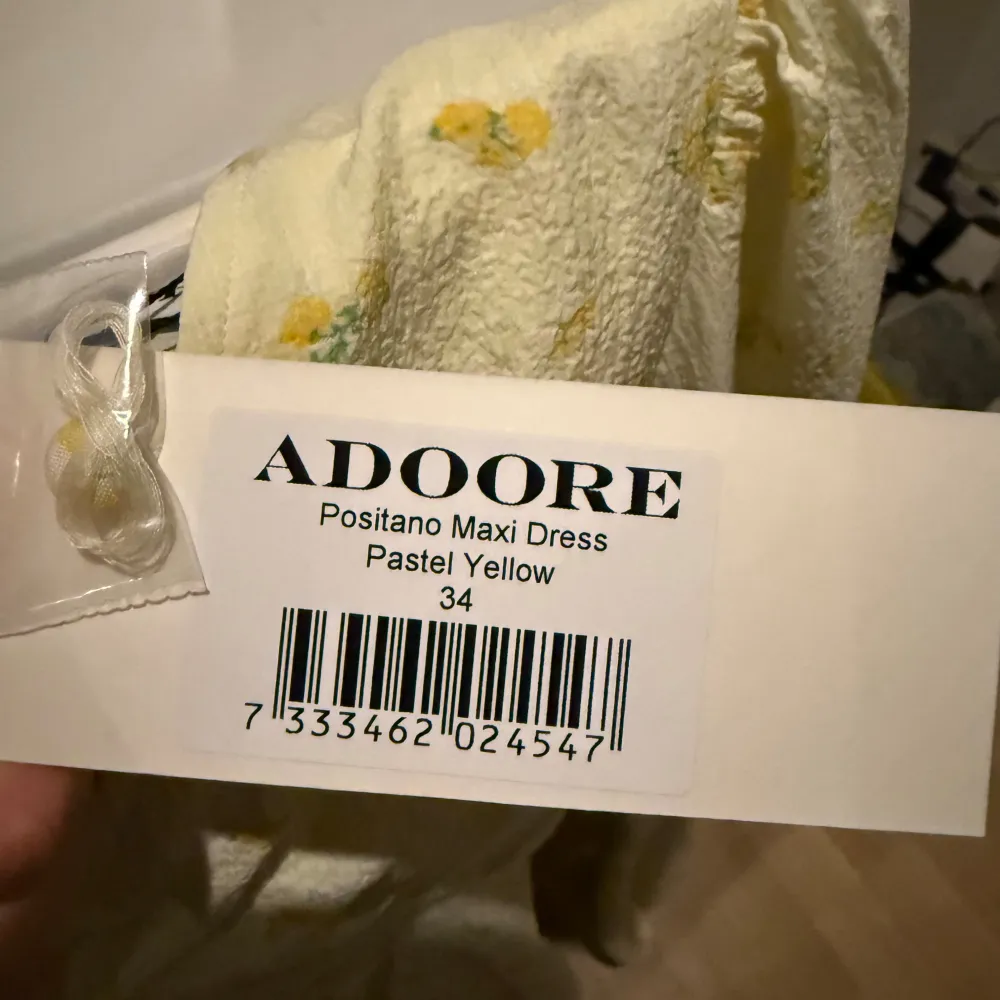 ADOORE
Positano Maxi Dress
Pastel Yellow
34
7 333462 024547